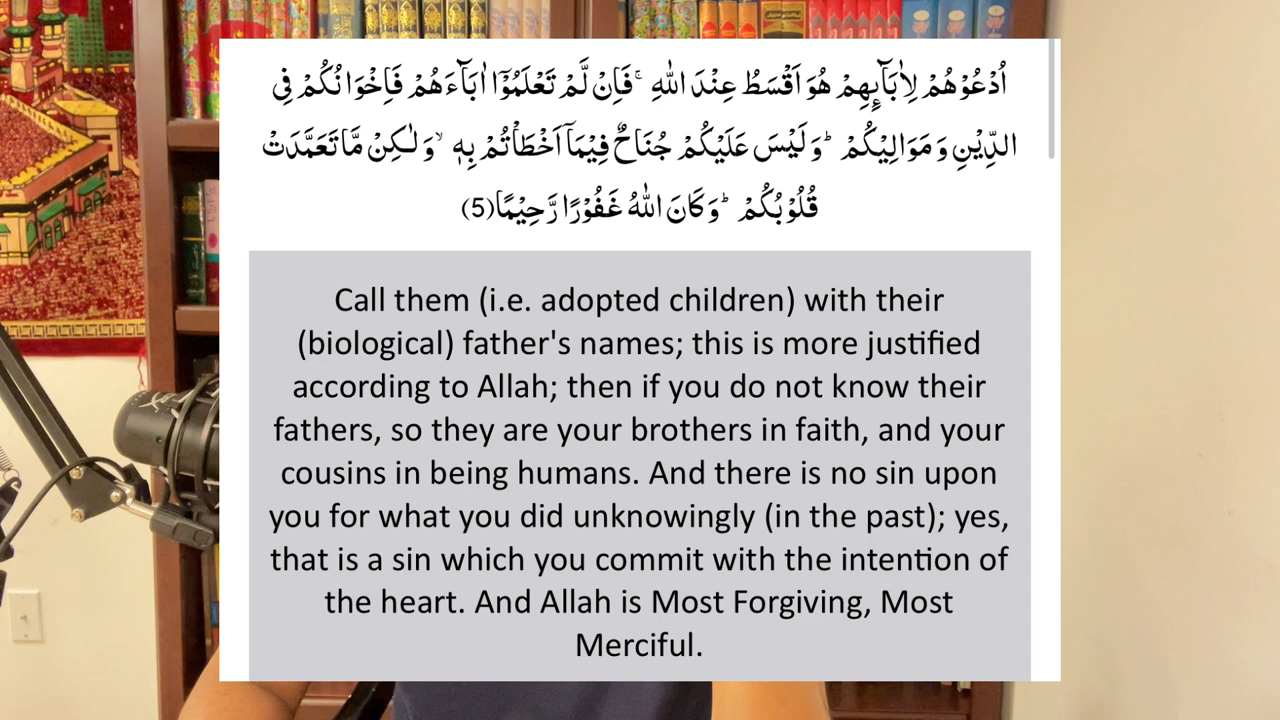 اُدْعُوْهُمْ لِاٰبَآىٕهِمْ هُوَ اَقْسَطُ عِنْدَ اللّٰهِۚ فَاِنْ لَّمْ تَعْلَمُوْۤا اٰبَآءَهُمْ فَاِخْوَانُكُمْ فِی
الدِّیْنِ وَ مَوَالِیْكُمْؕ وَ لَیْسَ عَلَیْكُمْ جُنَاحٌ فِیْمَاۤ اَخْطَاْتُمْ بِهٖۙ وَ لٰكِنْ مَّا تَعَمَّدَتْ
قُلُوْبُكُمْؕ وَ كَانَ اللّٰهُ غَفُوْرًا رَّحِیْمًا(5)
Call them (i.e. adopted children) with their
(biological) father's names; this is more justified
according to Allah; then if you do not know their
fathers, so they are your brothers in faith, and your
cousins in being humans. And there is no sin upon
you for what you did unknowingly (in the past); yes,
that is a sin which you commit with the intention of
the heart. And Allah is Most Forgiving, Most
Merciful.